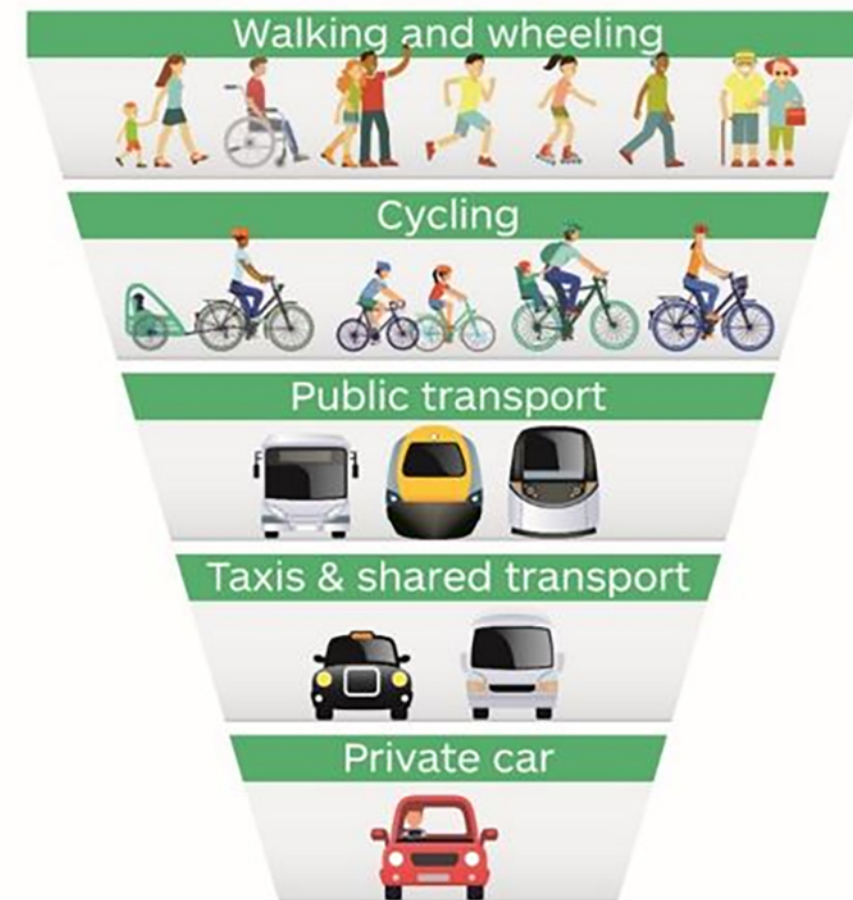 Walking and wheeling
Cycling
Public transport
Taxis & shared transport
Private car